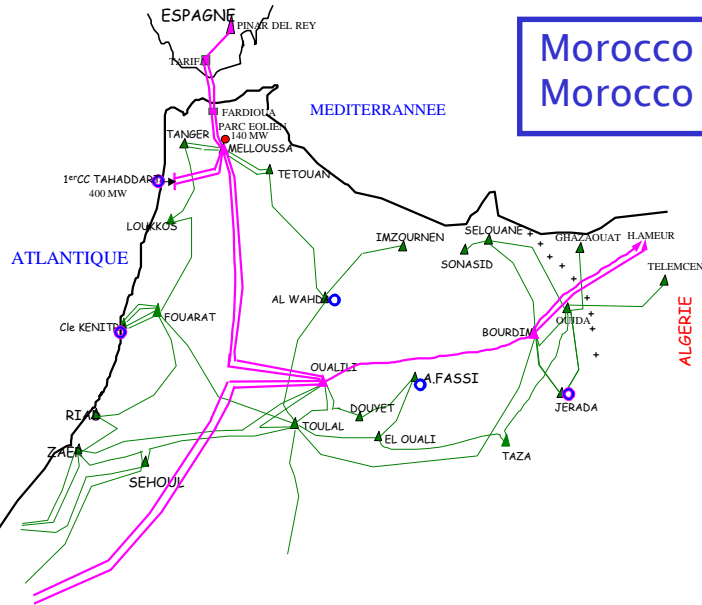 ESPAGNE
PINAR DEL REY
Morocco
Morocco
TARIFA
MEDITERRANNEE
FARDIOUA
PARC EOLIEN
140 MW
TANGER
MELLOUSSA
1erCC TAHADDART
400 MW
TETOUAN
LOUKKOS
IMZOURNEN
SELOUANE
GHAZAOUAT
H.AMEUR
SONASID
ATLANTIQUE
TELEMCEN
AL WAHDA
FOUARAT
Cle KENITRA
OUJDA
BOURDIM
ALGERIE
OUALILI
A.FASSI
JERADA
RIAD
DOUYET
TOULAL
EL OUALI
ZAER
TAZA
SEHOUL